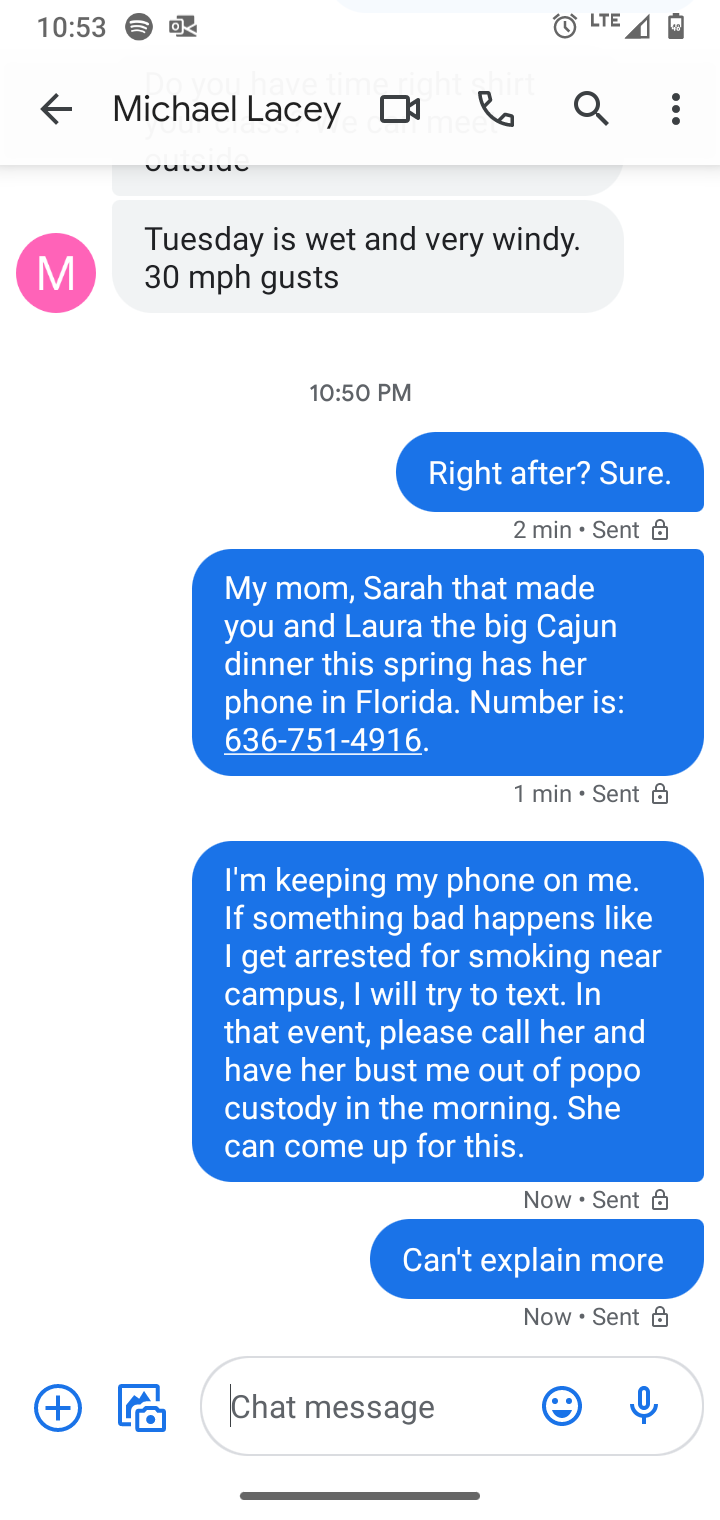 10:53
LTE
40
Do you have time right shirt
Michael Lacey
your class? We can meet
outside
Tuesday is wet and very windy.
30 mph gusts
M
10:50 PM
Right after? Sure.
2 min • Sent
My mom, Sarah that made
you and Laura the big Cajun
dinner this spring has her
phone in Florida. Number is:
636-751-4916.
1 min • Sent
I'm keeping my phone on me.
If something bad happens like
I get arrested for smoking near
campus, I will try to text. In
that event, please call her and
have her bust me out of popo
custody in the morning. She
can come up for this.
Now • Sent
Can't explain more
Now • Sent
Chat message